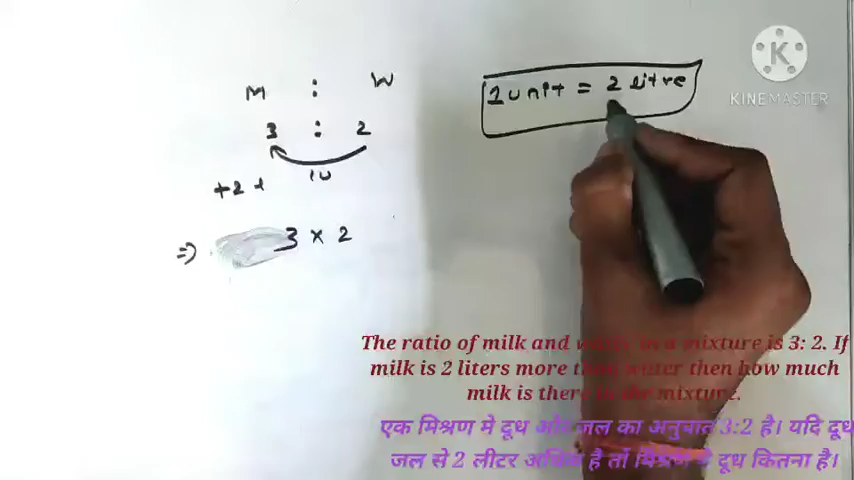 M : W
3 : 2
1u
+2 l
⇒ 3 × 2
1 unit = 2 litre
KINEMASTER
The ratio of milk and in a mixture is 3: 2. If
milk is 2 liters more than water then how much
milk is there in the mixture.
एक मिश्रण मे दूध और जल का अनुपात 3:2 है। यदि दूध
जल से 2 लीटर अधिक है तो मिश्रण में दूध कितना है।